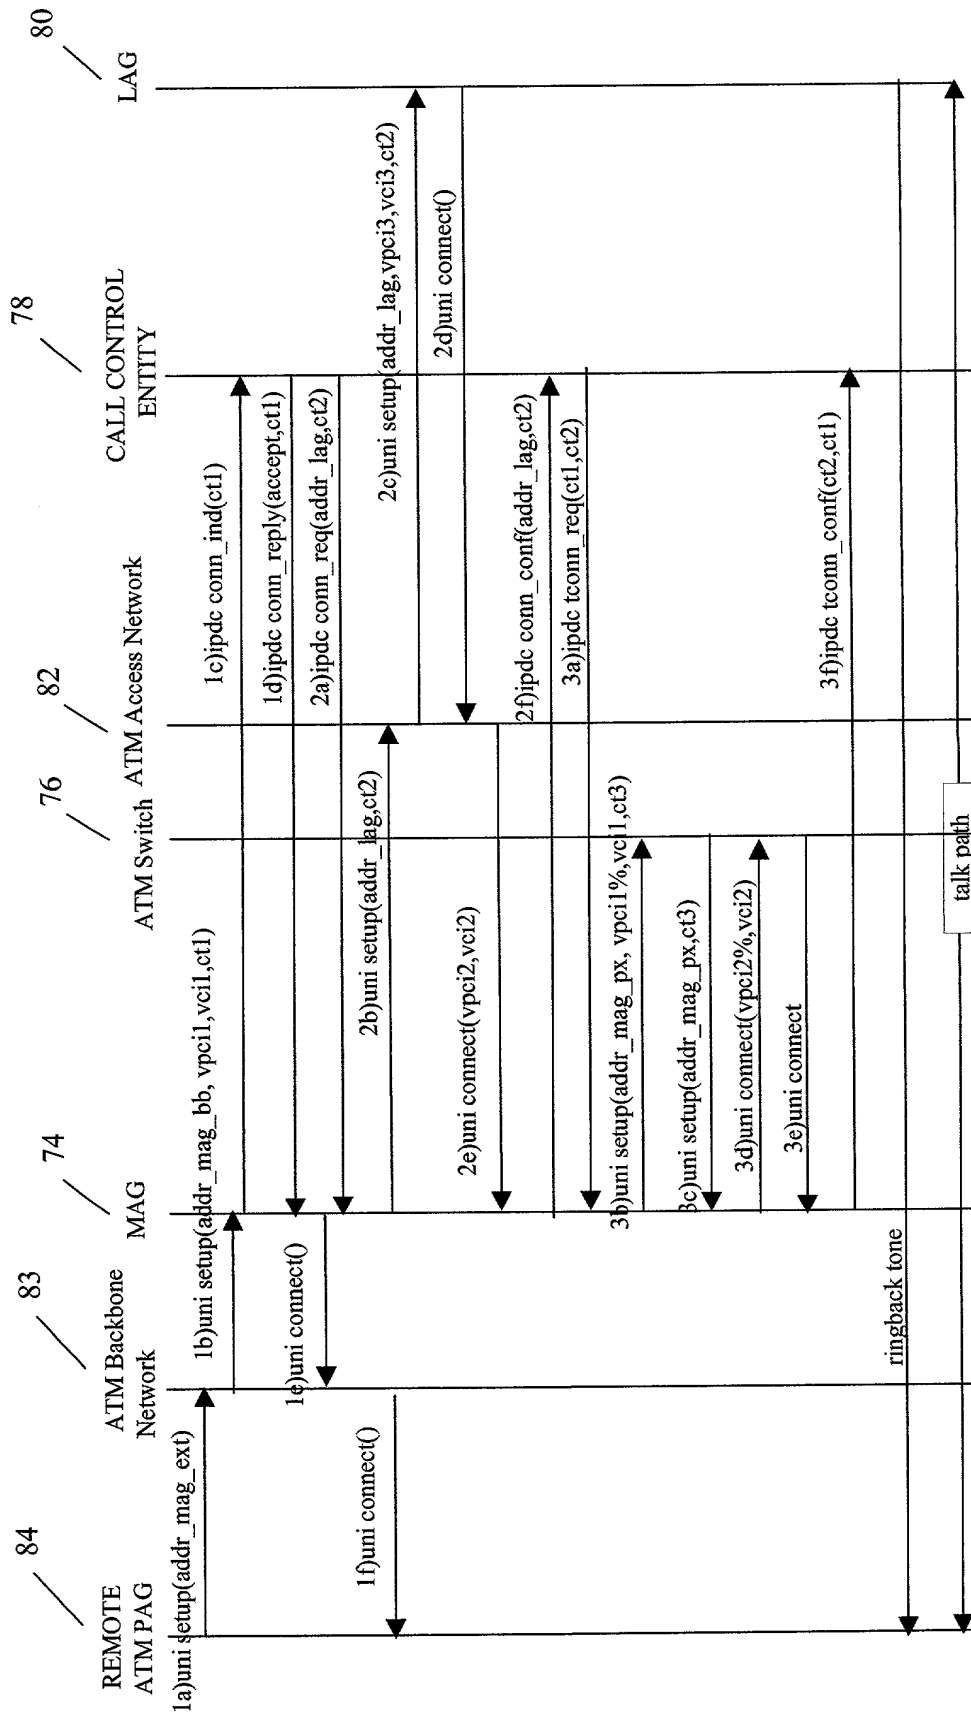 84
83
74
76
82
78
80
REMOTE
ATM PAG
ATM Backbone
Network
MAG
ATM Switch
ATM Access Network
CALL CONTROL
ENTITY
LAG
1a)uni setup(addr_mag_ext)
1b)uni setup(addr_mag_bb, vpci1,vci1,ct1)
1c)ipdc conn_ind(ct1)
1d)ipdc conn_reply(accept,ct1)
1e)uni connect()
2a)ipdc conn_req(addr_lag,ct2)
1f)uni connect()
2b)uni setup(addr_lag,ct2)
2c)uni setup(addr_lag,vpci3,vci3,ct2)
2d)uni connect()
2e)uni connect(vpci2,vci2)
2f)ipdc conn_conf(addr_lag,ct2)
3a)ipdc tconn_req(ct1,ct2)
3b)uni setup(addr_mag_px, vpci1%,vci1,ct3)
3c)uni setup(addr_mag_px,ct3)
3d)uni connect(vpci2%,vci2)
3e)uni connect
3f)ipdc tconn_conf(ct2,ct1)
ringback tone
talk path